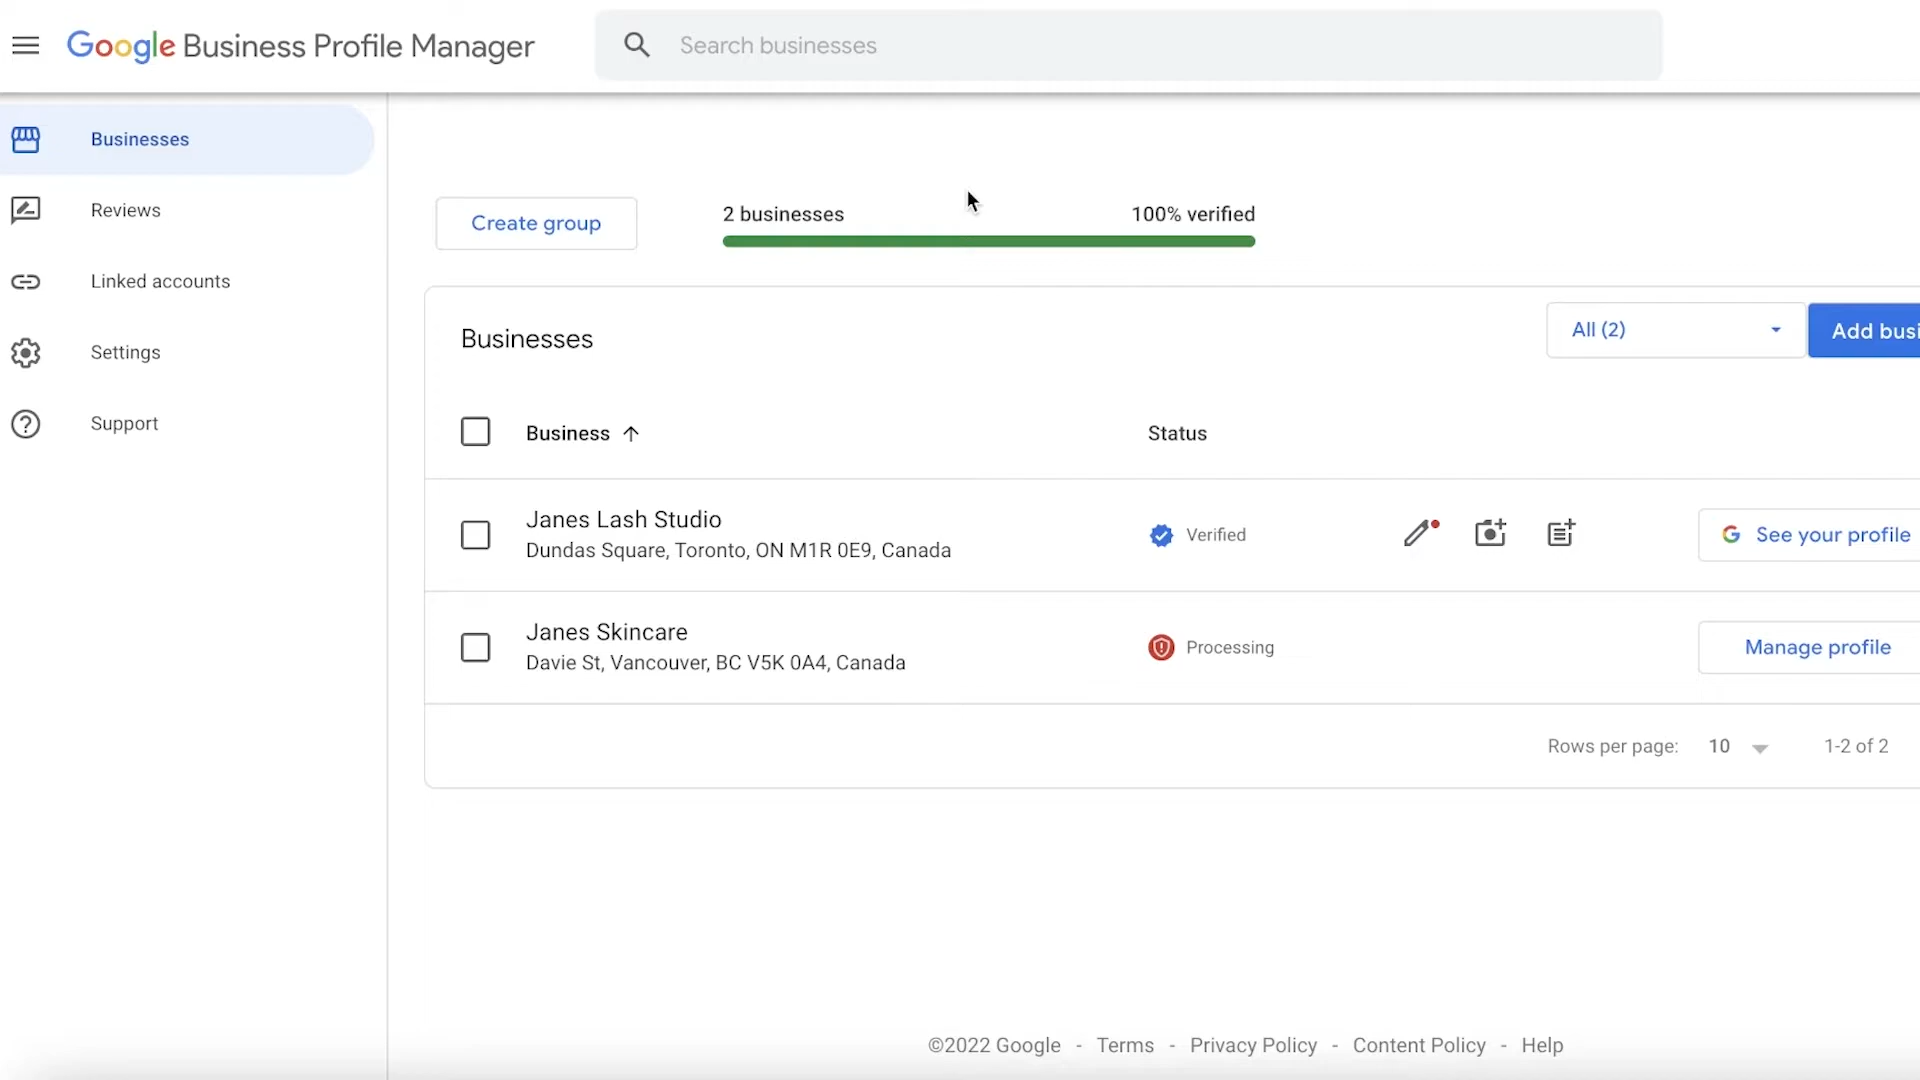 Google Business Profile Manager
Search businesses
Businesses
Reviews
Linked accounts
Settings
Support
Create group
2 businesses
100% verified
Businesses
All (2)
Add busi
Business
Status
Janes Lash Studio
Dundas Square, Toronto, ON M1R 0E9, Canada
Verified
See your profile
Janes Skincare
Davie St, Vancouver, BC V5K 0A4, Canada
Processing
Manage profile
Rows per page: 10
1-2 of 2
©2022 Google - Terms - Privacy Policy - Content Policy - Help